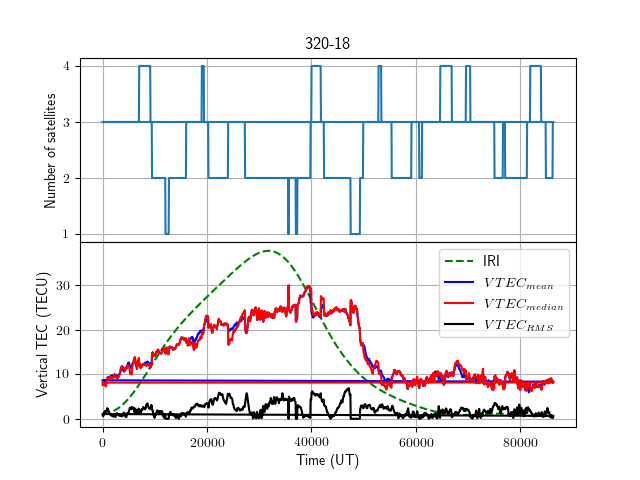 320-18
Number of satellites
4
3
2
1
Vertical TEC (TECU)
30
20
10
0
IRI
VTEC_mean
VTEC_median
VTEC_RMS
0 20000 40000 60000 80000
Time (UT)